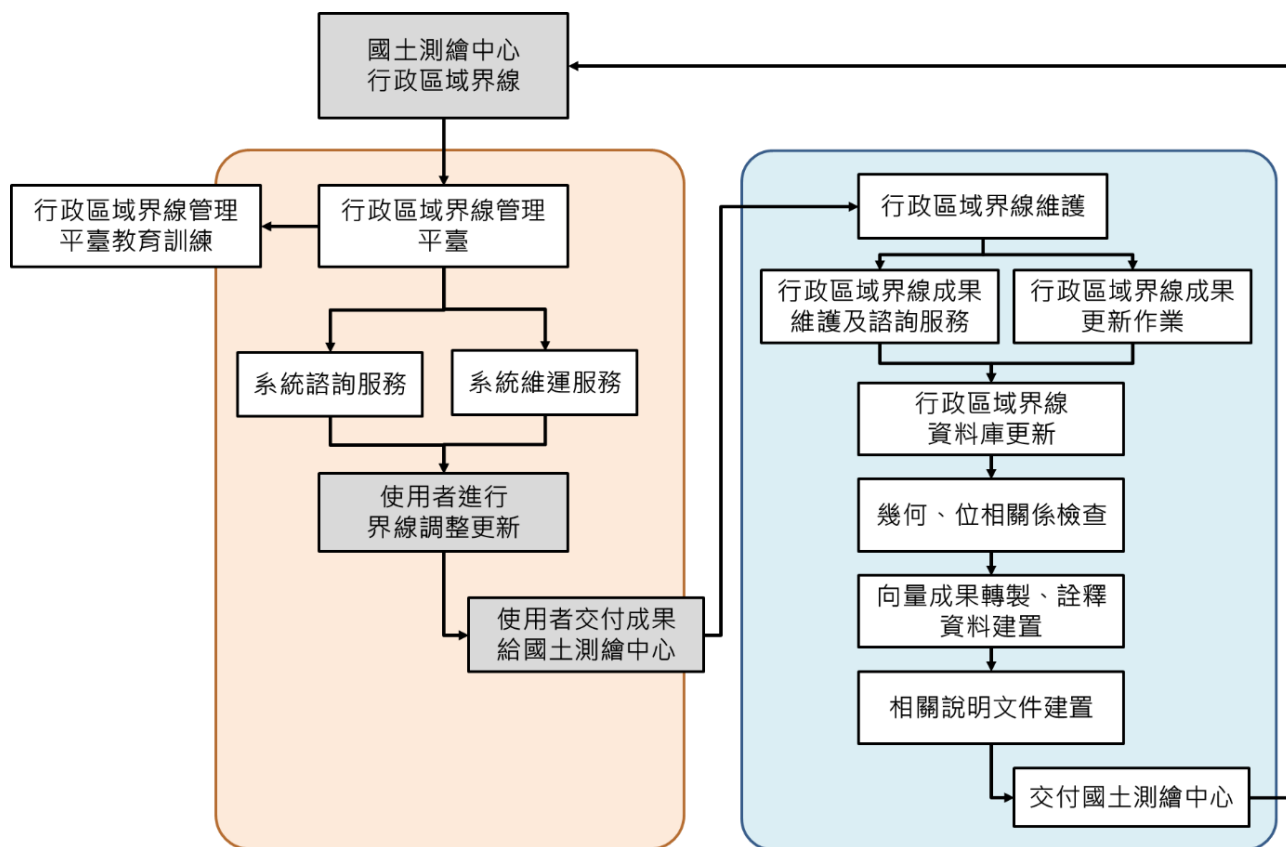 國土測繪中心
行政區域界線
行政區域界線管理
平臺教育訓練
行政區域界線管理
平臺
系統諮詢服務
系統維運服務
使用者進行
界線調整更新
使用者交付成果
給國土測繪中心
行政區域界線維護
行政區域界線成果
維護及諮詢服務
行政區域界線成果
更新作業
行政區域界線
資料庫更新
幾何、位相關係檢查
向量成果轉製、詮釋
資料建置
相關說明文件建置
交付國土測繪中心